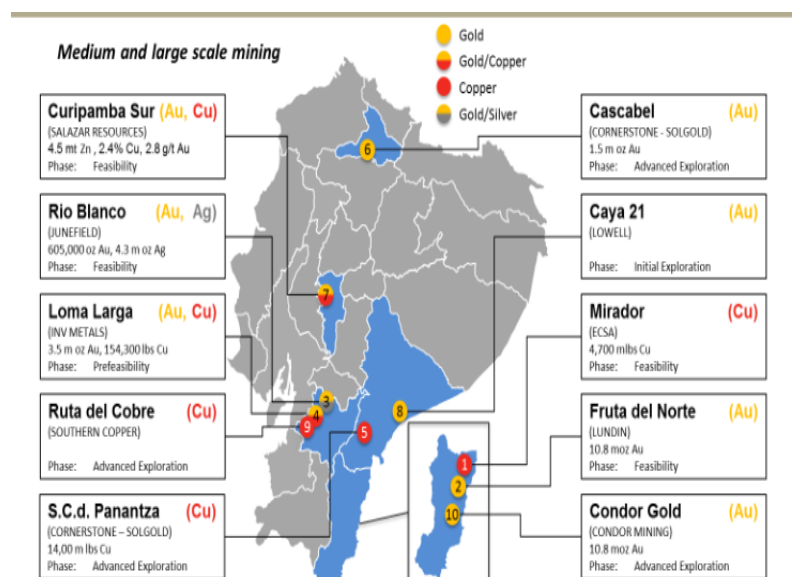 Medium and large scale mining
Gold
Gold/Copper
Copper
Gold/Silver
Curipamba Sur (Au, Cu)
(SALAZAR RESOURCES)
4.5 mt Zn , 2.4% Cu, 2.8 g/t Au
Phase: Feasibility
Rio Blanco (Au, Ag)
(JUNEFIELD)
605,000 oz Au, 4.3 m oz Ag
Phase: Feasibility
Loma Larga (Au, Cu)
(INV METALS)
3.5 m oz Au, 154,300 lbs Cu
Phase: Prefeasibility
Ruta del Cobre (Cu)
(SOUTHERN COPPER)
Phase: Advanced Exploration
S.C.d. Panantza (Cu)
(CORNERSTONE – SOLGOLD)
14,00 m lbs Cu
Phase: Advanced Exploration
6
7
3
4
9
8
5
1
2
10
Cascabel (Au)
(CORNERSTONE - SOLGOLD)
1.5 m oz Au
Phase: Advanced Exploration
Caya 21 (Au)
(LOWELL)
Phase: Initial Exploration
Mirador (Cu)
(ECSA)
4,700 mlbs Cu
Phase: Feasibility
Fruta del Norte (Au)
(LUNDIN)
10.8 moz Au
Phase: Feasibility
Condor Gold (Au)
(CONDOR MINING)
10.8 moz Au
Phase: Advanced Exploration